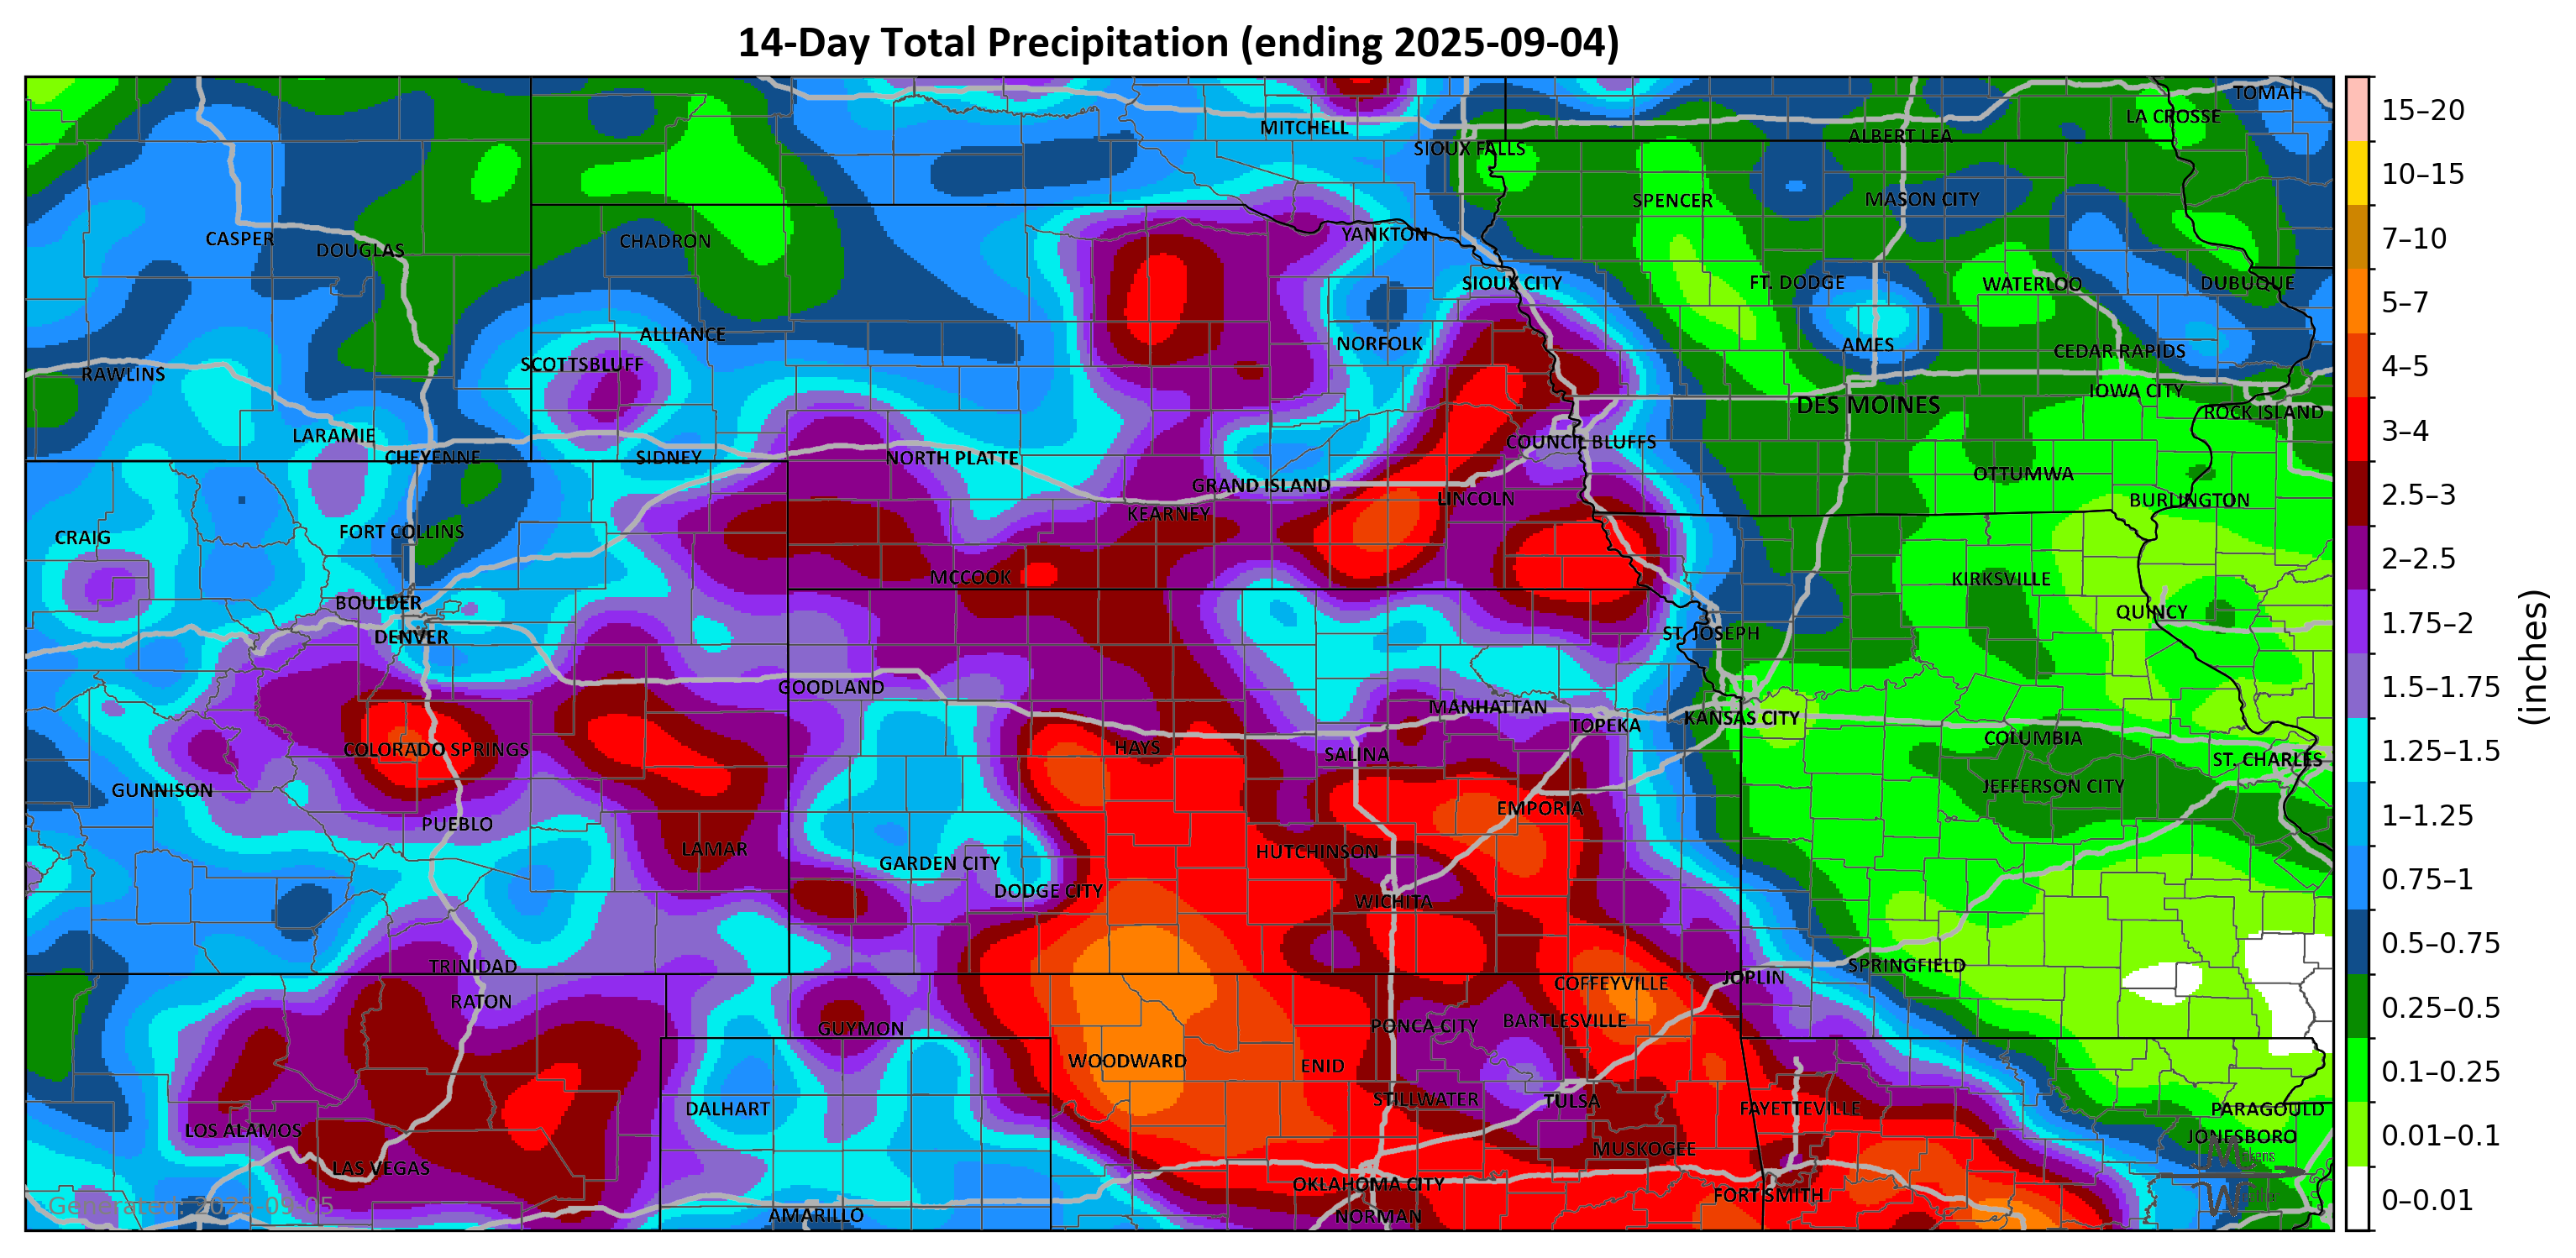 14-Day Total Precipitation (ending 2025-09-04)
TOMAH
LA CROSSE
MITCHELL
ALBERT LEA
SIOUX FALLS
SPENCER
MASON CITY
YANKTON
CASPER
CHADRON
DOUGLAS
SIOUX CITY
FT. DODGE
WATERLOO
DUBUQUE
ALLIANCE
NORFOLK
AMES
CEDAR RAPIDS
SCOTTSBLUFF
RAWLINS
IOWA CITY
DES MOINES
ROCK ISLAND
LARAMIE
COUNCIL BLUFFS
CHEYENNE
SIDNEY
NORTH PLATTE
OTTUMWA
GRAND ISLAND
LINCOLN
BURLINGTON
KEARNEY
CRAIG
FORT COLLINS
MCCOOK
KIRKSVILLE
BOULDER
QUINCY
DENVER
ST. JOSEPH
GOODLAND
MANHATTAN
TOPEKA
KANSAS CITY
COLORADO SPRINGS
HAYS
SALINA
COLUMBIA
ST. CHARLES
GUNNISON
JEFFERSON CITY
EMPORIA
PUEBLO
LAMAR
GARDEN CITY
HUTCHINSON
DODGE CITY
WICHITA
TRINIDAD
SPRINGFIELD
JOPLIN
COFFEYVILLE
RATON
GUYMON
PONCA CITY
BARTLESVILLE
WOODWARD
ENID
DALHART
STILLWATER
TULSA
FAYETTEVILLE
PARAGOULD
LOS ALAMOS
JONESBORO
MUSKOGEE
LAS VEGAS
OKLAHOMA CITY
FORT SMITH
AMARILLO
NORMAN
Generated: 2025-09-05
15–20
10–15
7–10
5–7
4–5
3–4
2.5–3
2–2.5
1.75–2
1.5–1.75
1.25–1.5
1–1.25
0.75–1
0.5–0.75
0.25–0.5
0.1–0.25
0.01–0.1
0–0.01
(inches)